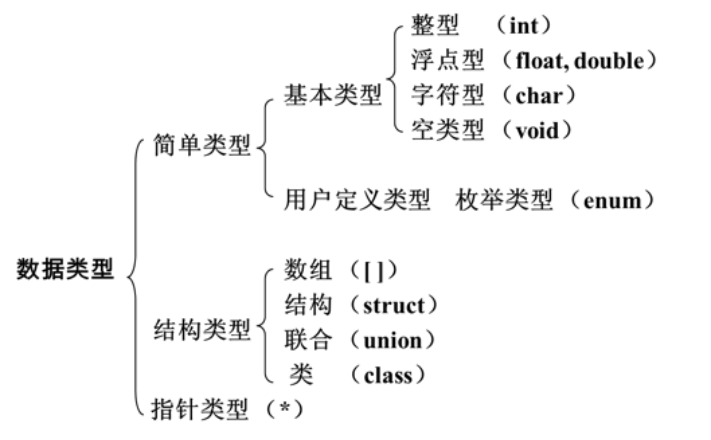 整型 （int）
浮点型（float, double）
基本类型
字符型（char）
空类型（void）
简单类型
用户定义类型 枚举类型（enum）
数据类型
数组（[ ]）
结构（struct）
结构类型
联合（union）
类 （class）
指针类型（*）